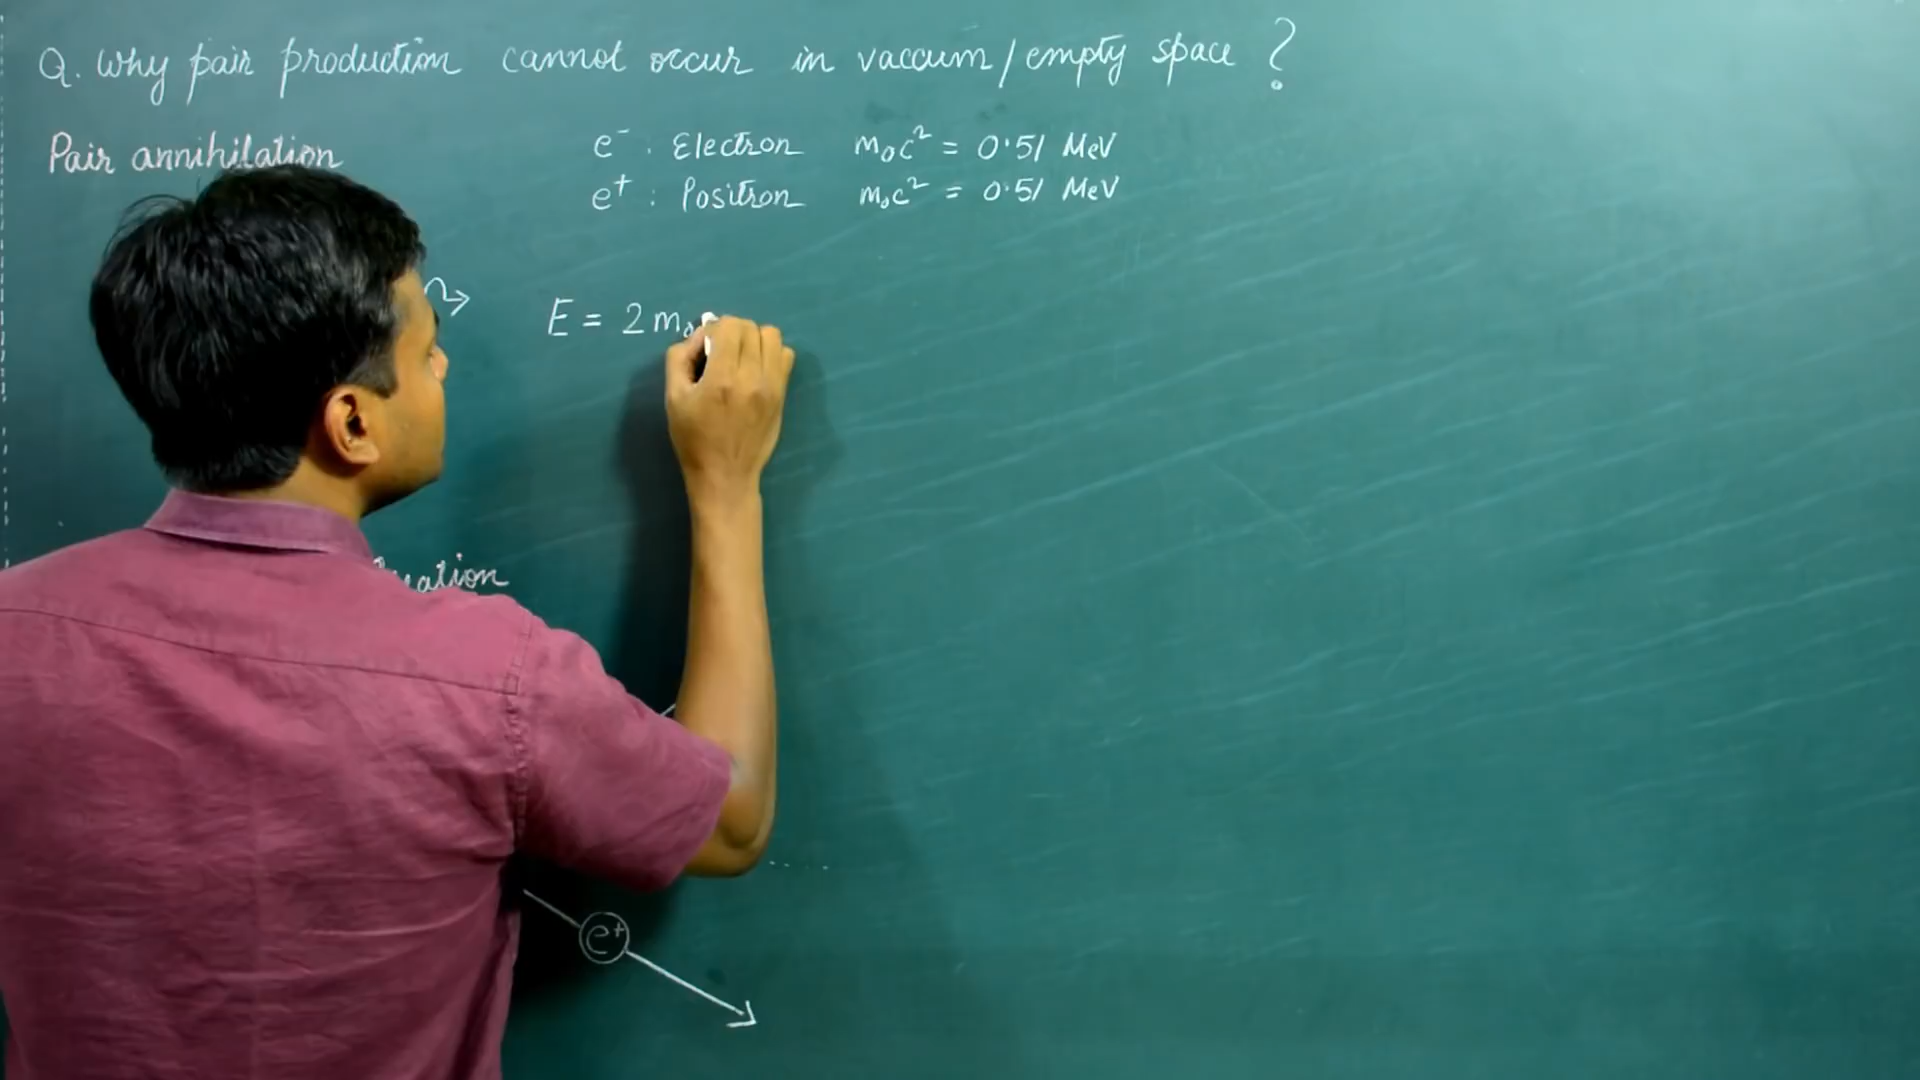 Q. Why pair production cannot occur in vaccum/empty space ?
Pair annihilation
e⁻ : Electron m₀c² = 0.51 MeV
e⁺ : Positron m₀c² = 0.51 MeV
E = 2m₀
e⁺